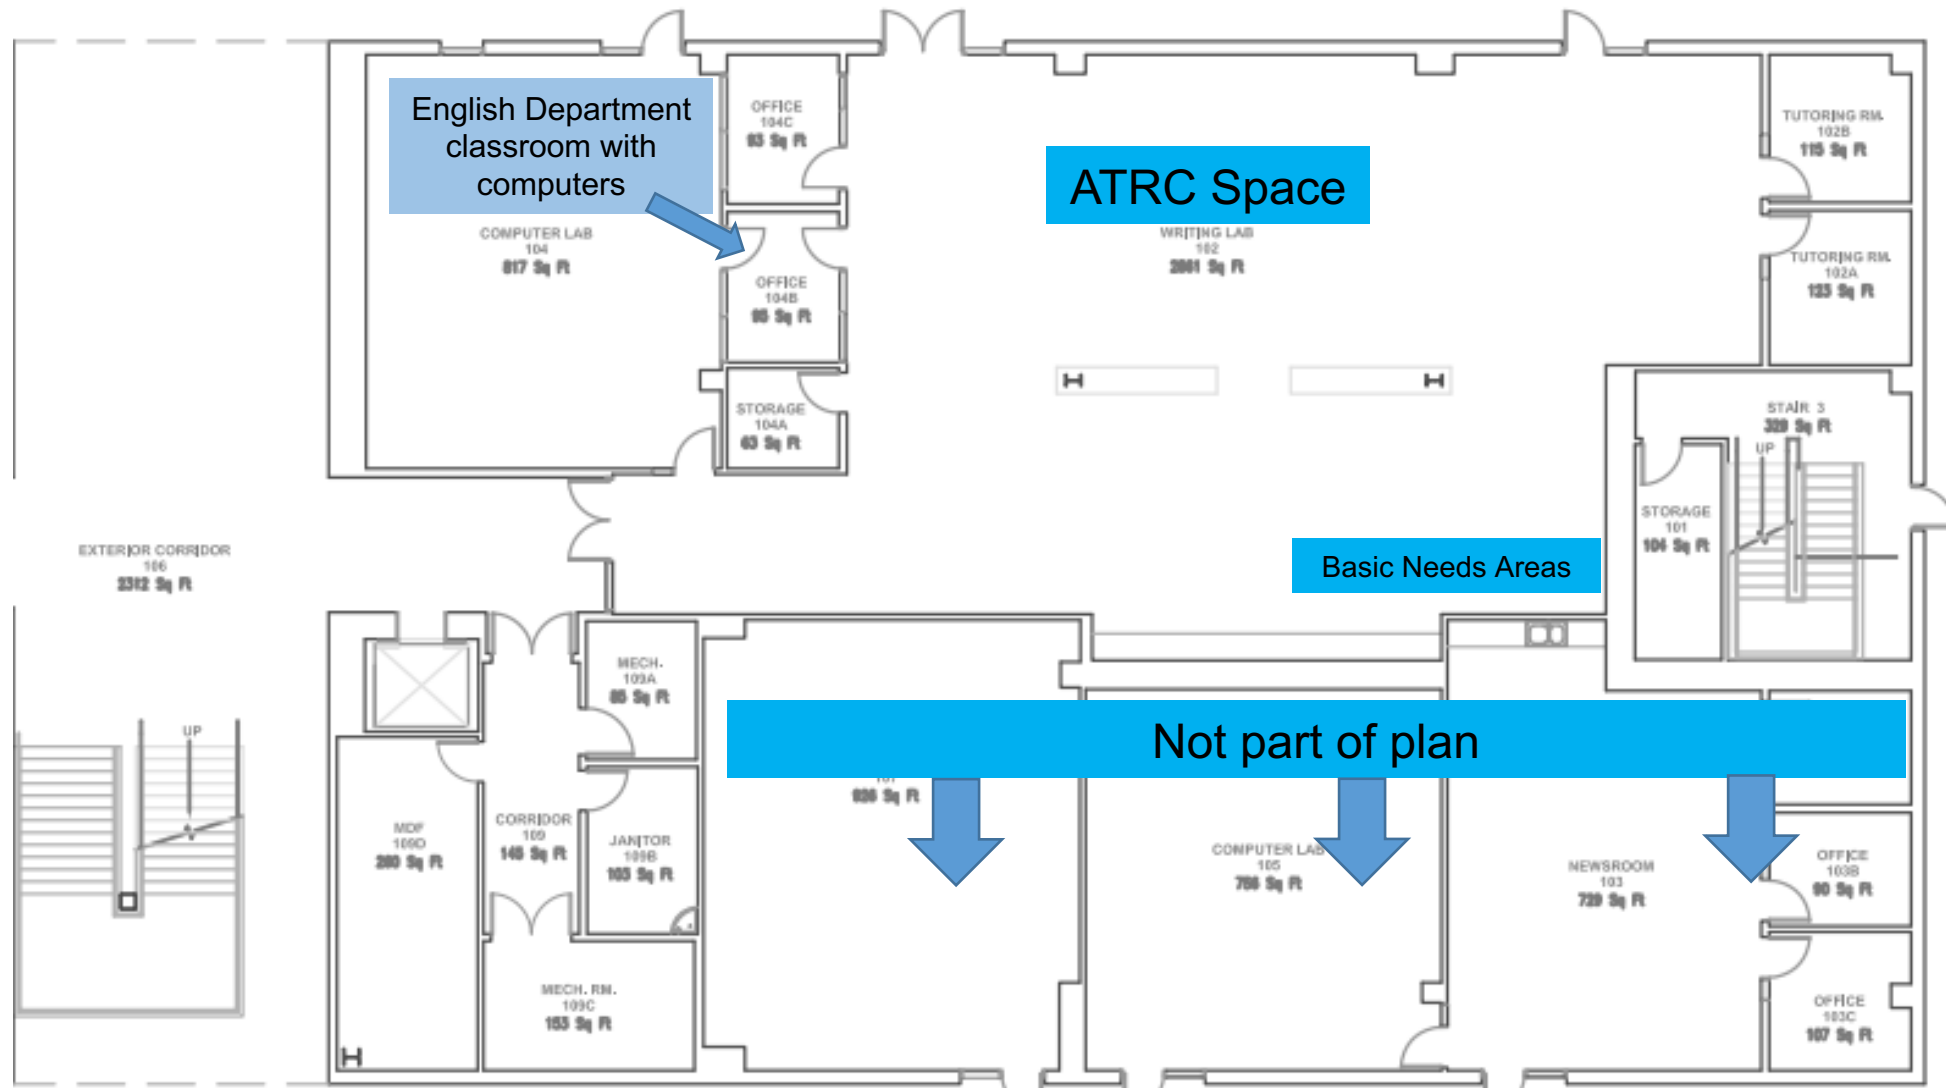 English Department
classroom with
computers
OFFICE
104C
93 Sq Ft
TUTORING RM.
102B
115 Sq Ft
ATRC Space
COMPUTER LAB
104
817 Sq Ft
WRITING LAB
102
Sq Ft
TUTORING RM.
102A
123 Sq Ft
OFFICE
104B
95 Sq Ft
STORAGE
104A
63 Sq Ft
STAIR 3
329 Sq Ft
UP
STORAGE
101
104 Sq Ft
EXTERIOR CORRIDOR
106
2312 Sq Ft
Basic Needs Areas
MECH.
109A
85 Sq Ft
UP
Not part of plan
926 Sq Ft
MDF
109D
260 Sq Ft
CORRIDOR
109
145 Sq Ft
JANITOR
109B
103 Sq Ft
COMPUTER LAB
105
756 Sq Ft
NEWSROOM
103
729 Sq Ft
OFFICE
103B
90 Sq Ft
MECH. RM.
109C
153 Sq Ft
OFFICE
103C
107 Sq Ft